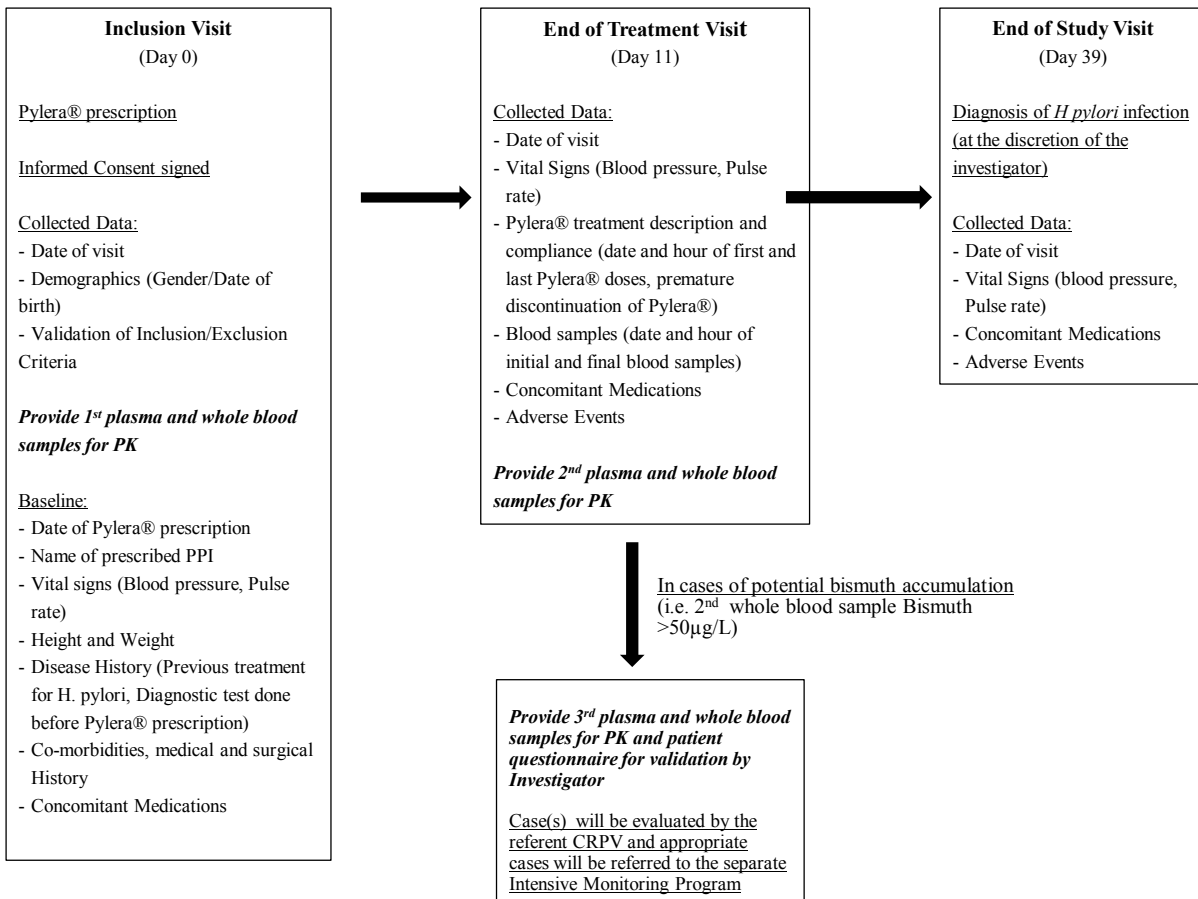 Inclusion Visit
(Day 0)
Pylera® prescription
Informed Consent signed
Collected Data:
- Date of visit
- Demographics (Gender/Date of
birth)
- Validation of Inclusion/Exclusion
Criteria
Provide 1st plasma and whole blood
samples for PK
Baseline:
- Date of Pylera® prescription
- Name of prescribed PPI
- Vital signs (Blood pressure, Pulse
rate)
- Height and Weight
- Disease History (Previous treatment
for H. pylori, Diagnostic test done
before Pylera® prescription)
- Co-morbidities, medical and surgical
History
- Concomitant Medications
End of Treatment Visit
(Day 11)
Collected Data:
- Date of visit
- Vital Signs (Blood pressure, Pulse
rate)
- Pylera® treatment description and
compliance (date and hour of first and
last Pylera® doses, premature
discontinuation of Pylera®)
- Blood samples (date and hour of
initial and final blood samples)
- Concomitant Medications
- Adverse Events
Provide 2nd plasma and whole blood
samples for PK
End of Study Visit
(Day 39)
Diagnosis of H pylori infection
(at the discretion of the
investigator)
Collected Data:
- Date of visit
- Vital Signs (blood pressure,
Pulse rate)
- Concomitant Medications
- Adverse Events
In cases of potential bismuth accumulation
(i.e. 2nd whole blood sample Bismuth
>50µg/L)
Provide 3rd plasma and whole blood
samples for PK and patient
questionnaire for validation by
Investigator
Case(s) will be evaluated by the
referent CRPV and appropriate
cases will be referred to the separate
Intensive Monitoring Program